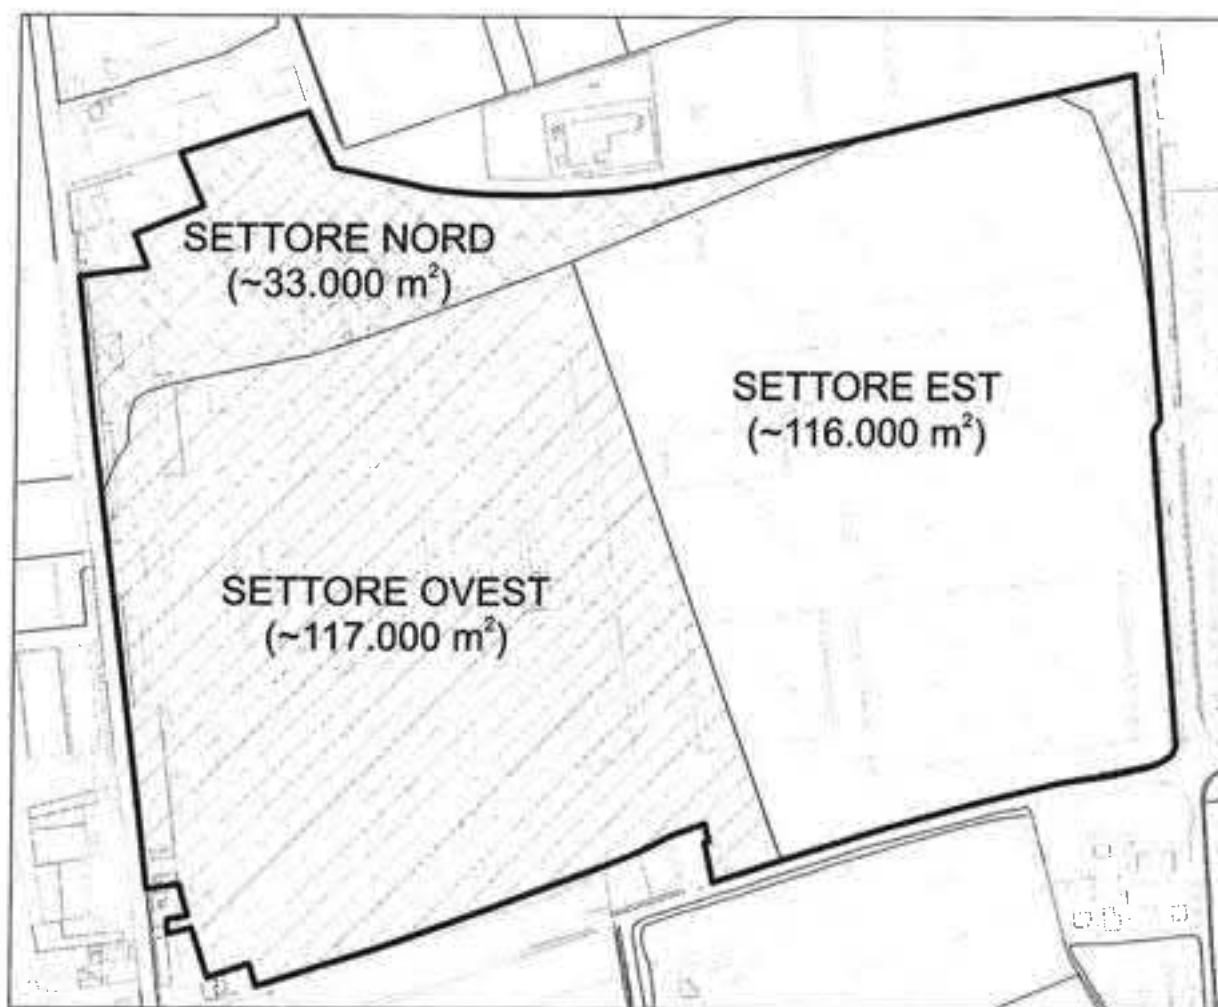 SETTORE NORD
(~33.000 m²)
SETTORE EST
(~116.000 m²)
SETTORE OVEST
(~117.000 m²)